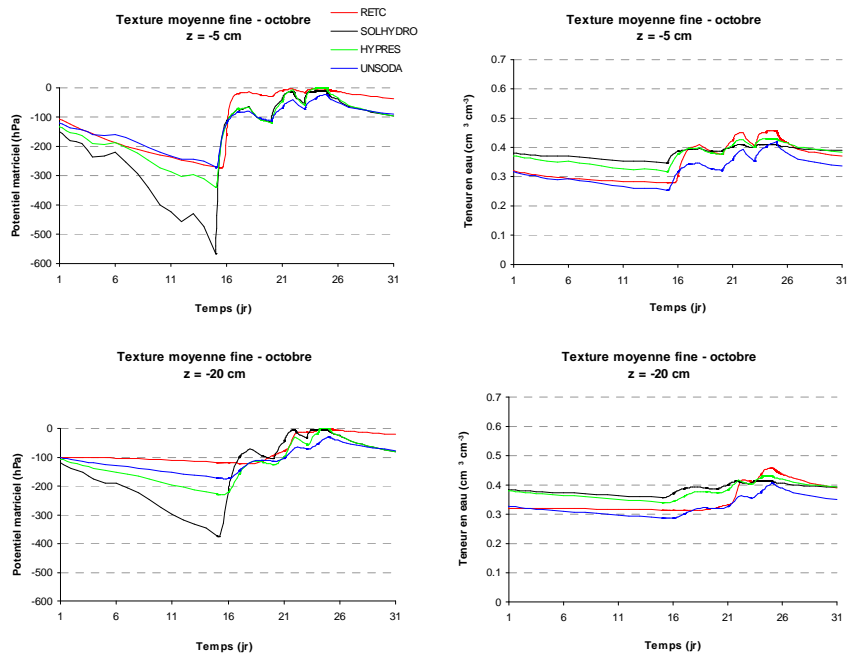 Texture moyenne fine - octobre
z = -5 cm
RETC
SOLHYDRO
HYPRES
UNSODA
Potentiel matriciel (hPa)
0
-100
-200
-300
-400
-500
-600
1
6
11
16
21
26
31
Temps (jr)
Texture moyenne fine - octobre
z = -5 cm
Teneur en eau (cm ³ cm⁻³)
0.7
0.6
0.5
0.4
0.3
0.2
0.1
0
1
6
11
16
21
26
31
Temps (jr)
Texture moyenne fine - octobre
z = -20 cm
Potentiel matriciel (hPa)
0
-100
-200
-300
-400
-500
-600
1
6
11
16
21
26
31
Temps (jr)
Texture moyenne fine - octobre
z = -20 cm
Teneur en eau (cm ³ cm⁻³)
0.7
0.6
0.5
0.4
0.3
0.2
0.1
0
1
6
11
16
21
26
31
Temps (jr)